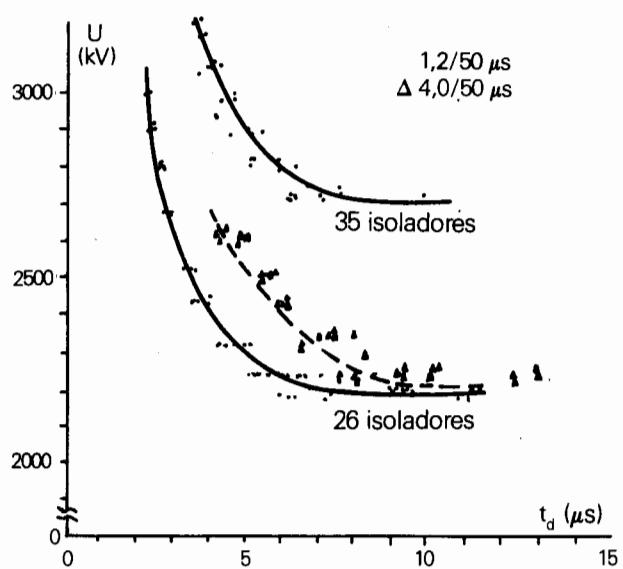 U
(kV)
1,2/50 µs
Δ 4,0/50 µs
3000
35 isoladores
2500
26 isoladores
2000
t_d (µs)
0
0
5
10
15